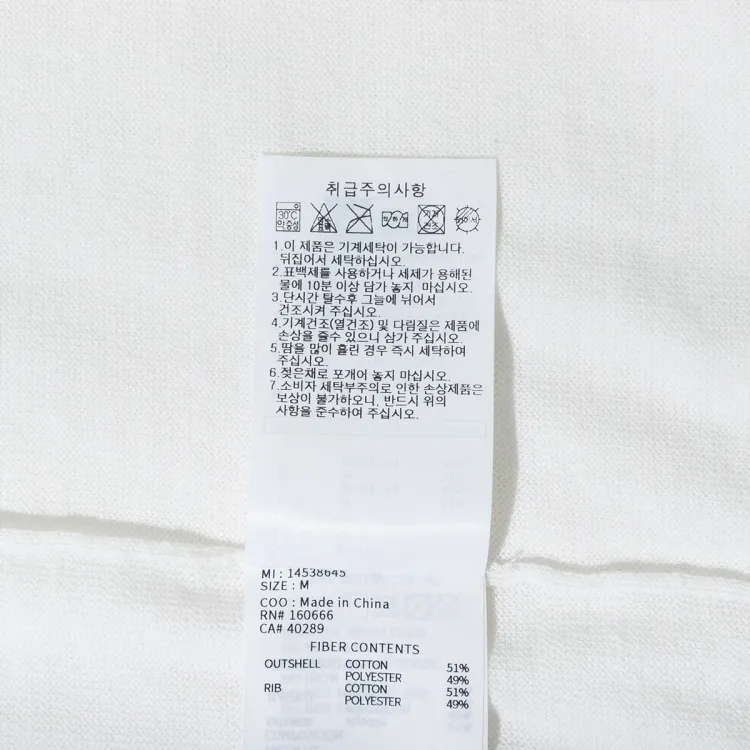 취급주의사항
30℃
약중성
1.이 제품은 기계세탁이 가능합니다.
뒤집어서 세탁하십시오.
2.표백제를 사용하거나 세제가 용해된
물에 10분 이상 담가 놓지 마십시오.
3.단시간 탈수후 그늘에 뉘어서
건조시켜 주십시오.
4.기계건조(열건조) 및 다림질은 제품에
손상을 줄수 있으니 삼가 주십시오.
5.땀을 많이 흘린 경우 즉시 세탁하여
주십시오.
6.젖은채로 포개어 놓지 마십시오.
7.소비자 세탁부주의로 인한 손상제품은
보상이 불가하오니, 반드시 위의
사항을 준수하여 주십시오.
MI : 14538645
SIZE : M
COO : Made in China
RN# 160666
CA# 40289
FIBER CONTENTS
OUTSHELL COTTON 51%
POLYESTER 49%
RIB COTTON 51%
POLYESTER 49%